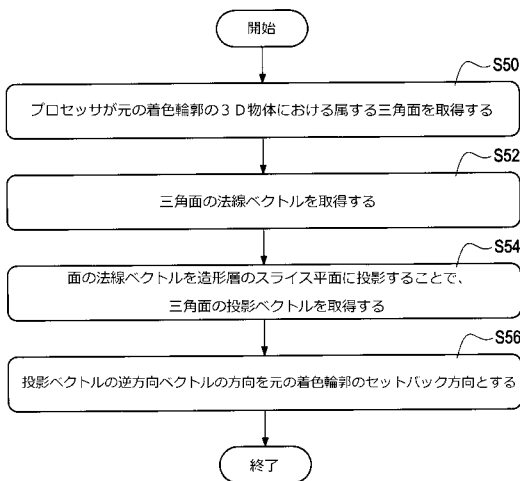 開始
S50
プロセッサが元の着色輪郭の3D物体における属する三角面を取得する
S52
三角面の法線ベクトルを取得する
S54
面の法線ベクトルを造形層のスライス平面に投影することで、
三角面の投影ベクトルを取得する
S56
投影ベクトルの逆方向ベクトルの方向を元の着色輪郭のセットバック方向とする
終了